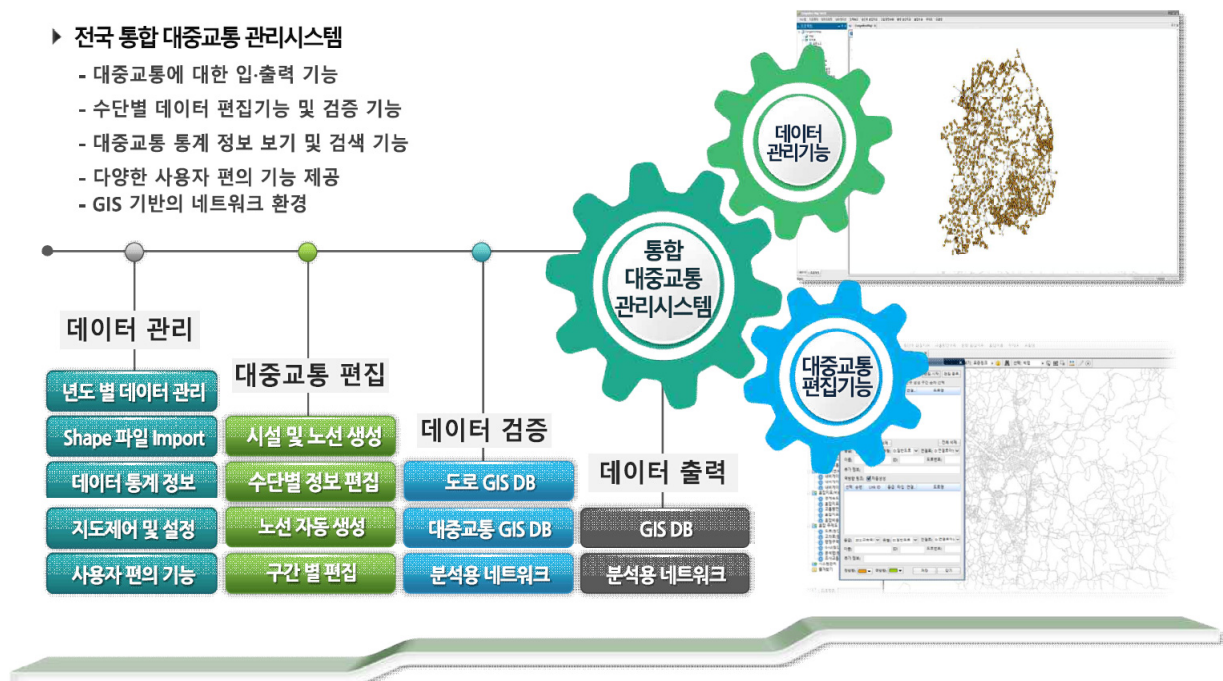 ▶ 전국 통합 대중교통 관리시스템
- 대중교통에 대한 입·출력 기능
- 수단별 데이터 편집기능 및 검증 기능
- 대중교통 통계 정보 보기 및 검색 기능
- 다양한 사용자 편의 기능 제공
- GIS 기반의 네트워크 환경
데이터
관리기능
통합
대중교통
관리시스템
대중교통
편집기능
데이터 관리
년도 별 데이터 관리
Shape 파일 Import
데이터 통계 정보
지도제어 및 설정
사용자 편의 기능
대중교통 편집
시설 및 노선 생성
수단별 정보 편집
노선 자동 생성
구간 별 편집
데이터 검증
도로 GIS DB
대중교통 GIS DB
분석용 네트워크
데이터 출력
GIS DB
분석용 네트워크